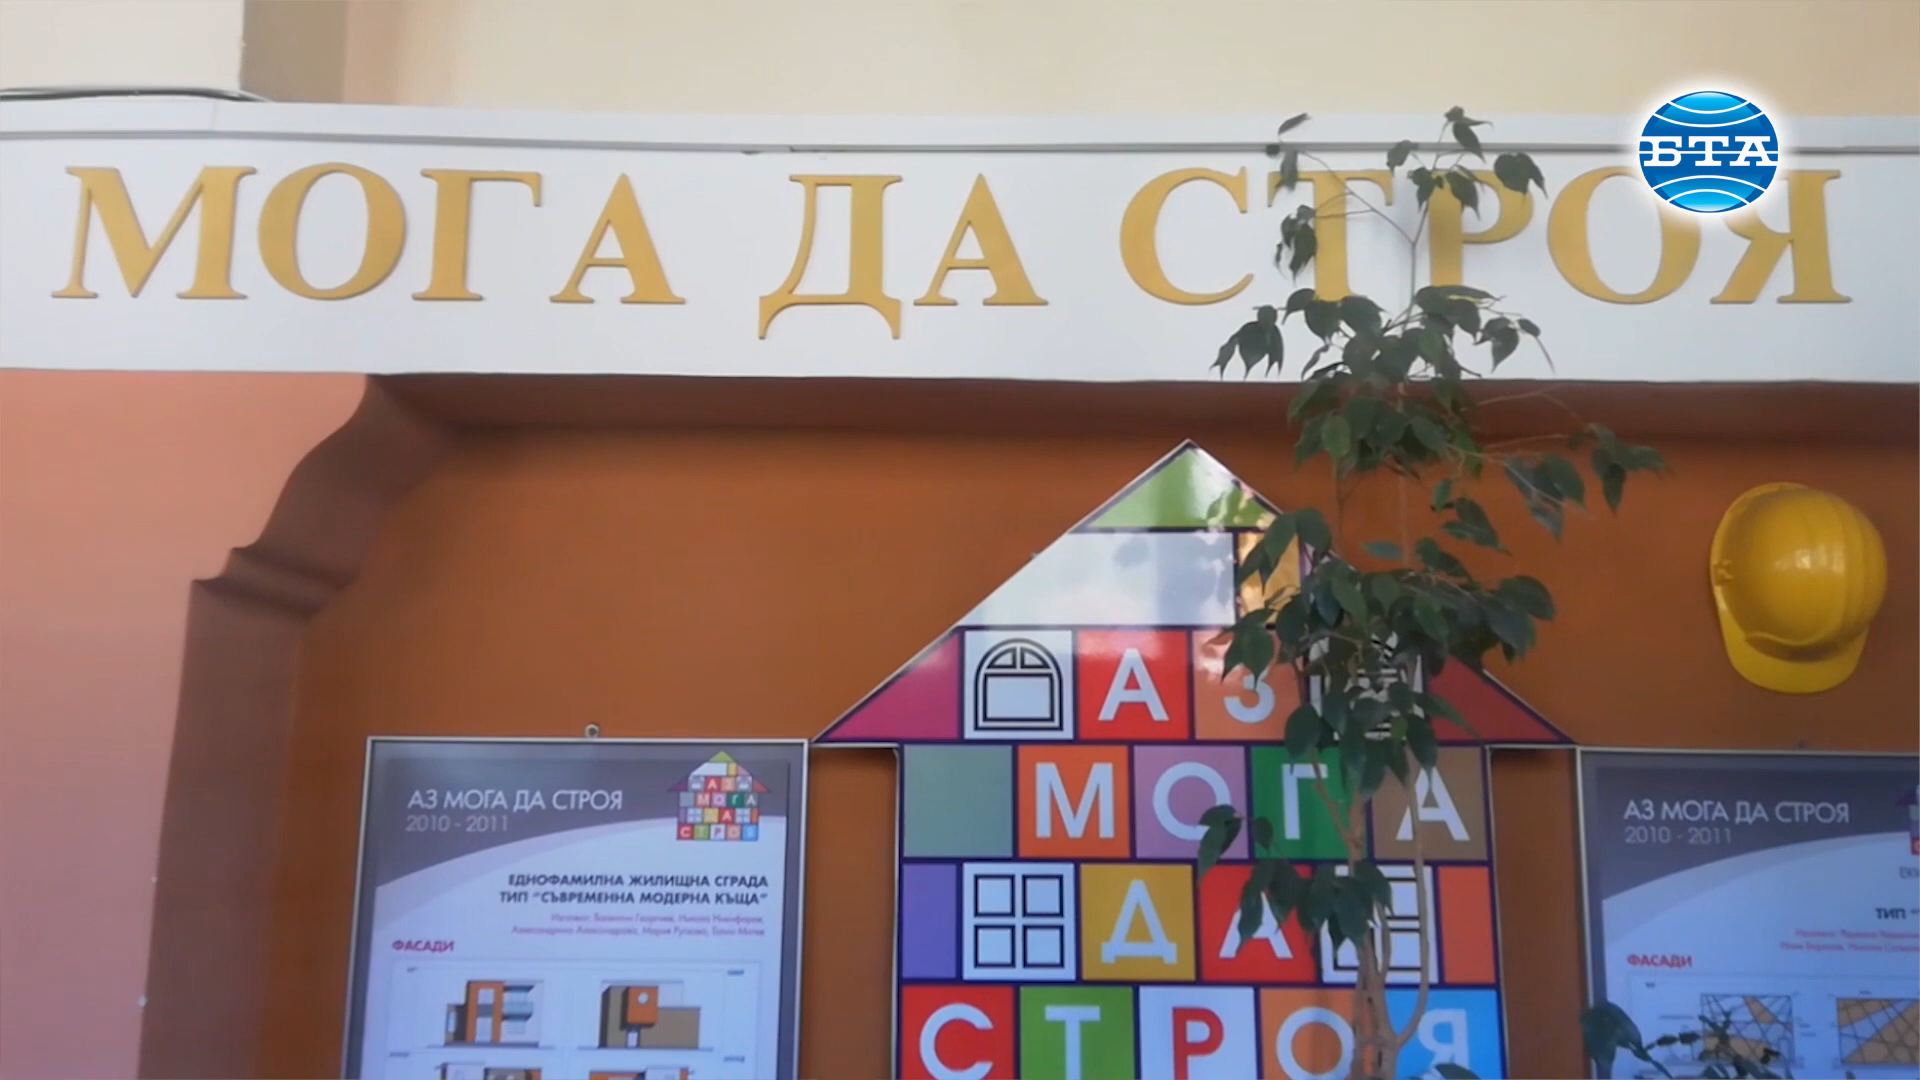 МОГА ДА СТРОЯ
БТА
АЗ
МОГА
ДА
СТРОЯ
АЗ МОГА ДА СТРОЯ
2010 - 2011
ЕДНОФАМИЛНА ЖИЛИЩНА СГРАДА
ТИП "СЪВРЕМЕННА МОДЕРНА КЪЩА"
ФАСАДИ
АЗ МОГА ДА СТРОЯ
2010 - 2011
ТИП "
ФАСАДИ